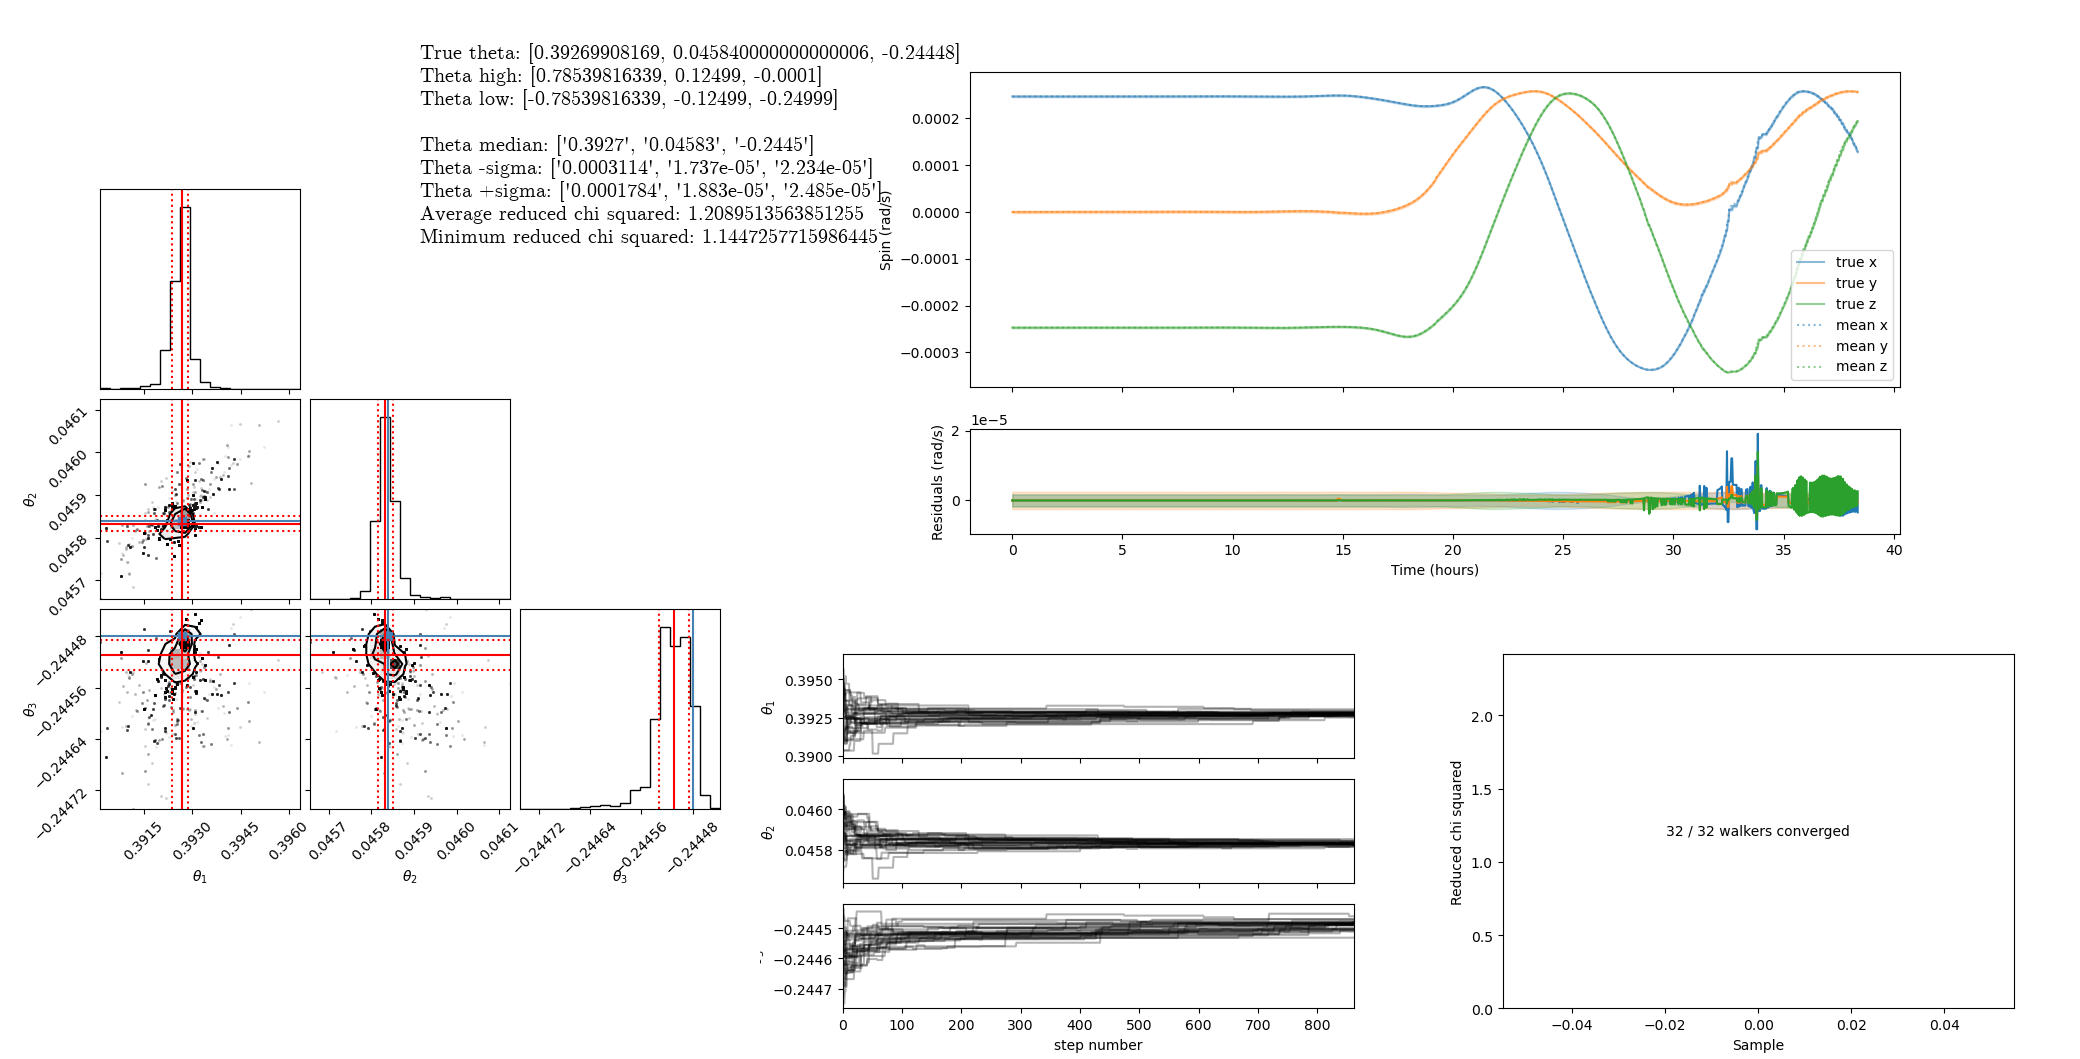 True theta: [0.39269908169, 0.045840000000000006, -0.24448]
Theta high: [0.78539816339, 0.12499, -0.0001]
Theta low: [-0.78539816339, -0.12499, -0.24999]
Theta median: ['0.3927', '0.04583', '-0.2445']
Theta -sigma: ['0.0003114', '1.737e-05', '2.234e-05']
Theta +sigma: ['0.0001784', '1.883e-05', '2.485e-05']
Average reduced chi squared: 1.2089513563851255
Minimum reduced chi squared: 1.1447257715986445
Spin (rad/s)
0.0002
0.0001
0.0000
−0.0001
−0.0002
−0.0003
true x
true y
true z
mean x
mean y
mean z
1e−5
Residuals (rad/s)
2
0
0 5 10 15 20 25 30 35 40
Time (hours)
θ2
0.0461
0.0460
0.0459
0.0458
0.0457
θ3
−0.24448
−0.24456
−0.24464
−0.24472
0.3915 0.3930 0.3945 0.3960
θ1
0.0457 0.0458 0.0459 0.0460 0.0461
θ2
−0.24472 −0.24464 −0.24456 −0.24448
θ3
θ1
0.3950
0.3925
0.3900
θ2
0.0460
0.0458
−0.2445
−0.2446
−0.2447
0 100 200 300 400 500 600 700 800
step number
Reduced chi squared
2.0
1.5
1.0
0.5
0.0
32 / 32 walkers converged
−0.04 −0.02 0.00 0.02 0.04
Sample